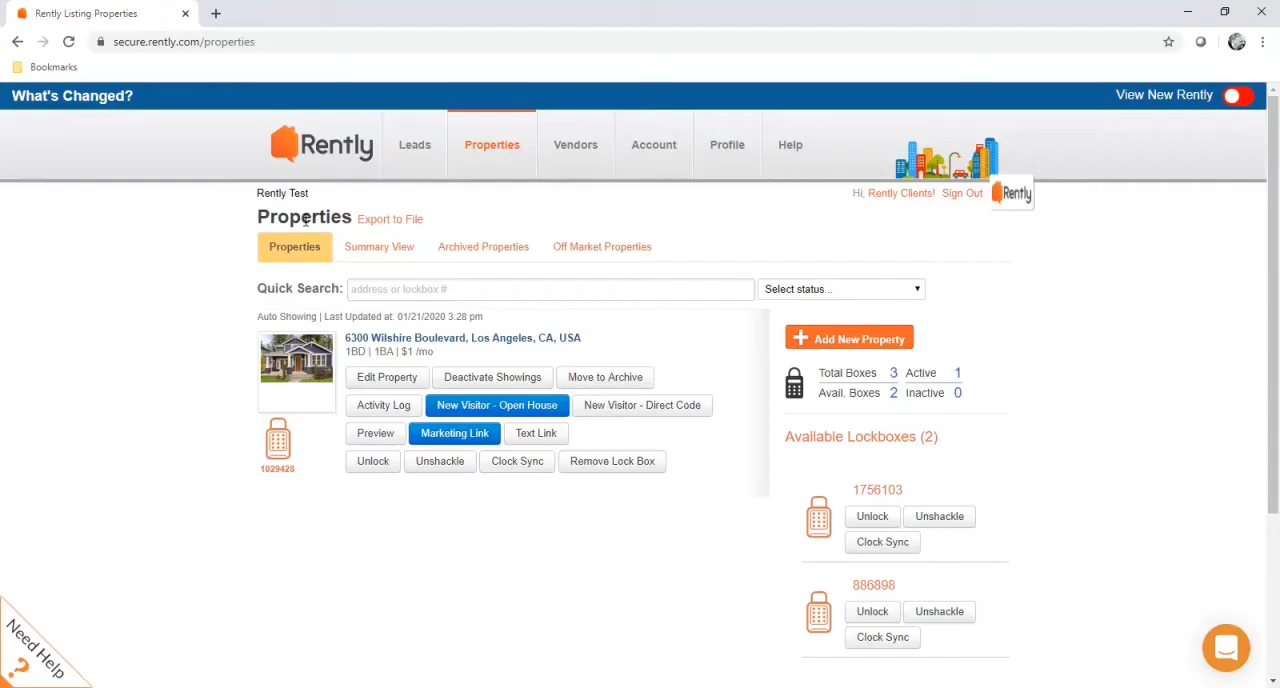 Rently Listing Properties
secure.rently.com/properties
Bookmarks
What's Changed?
View New Rently
Rently
Leads
Properties
Vendors
Account
Profile
Help
Rently Test
Hi, Rently Clients! Sign Out
Rently
Properties Export to File
Properties
Summary View
Archived Properties
Off Market Properties
Quick Search:
address or lockbox #
Select status...
Auto Showing | Last Updated at: 01/21/2020 3:28 pm
6300 Wilshire Boulevard, Los Angeles, CA, USA
1BD | 1BA | $1 /mo
Edit Property
Deactivate Showings
Move to Archive
Activity Log
New Visitor - Open House
New Visitor - Direct Code
Preview
Marketing Link
Text Link
Unlock
Unshackle
Clock Sync
Remove Lock Box
1029428
Add New Property
Total Boxes 3 Active 1
Avail. Boxes 2 Inactive 0
Available Lockboxes (2)
1756103
Unlock
Unshackle
Clock Sync
886898
Unlock
Unshackle
Clock Sync
Need Help
?